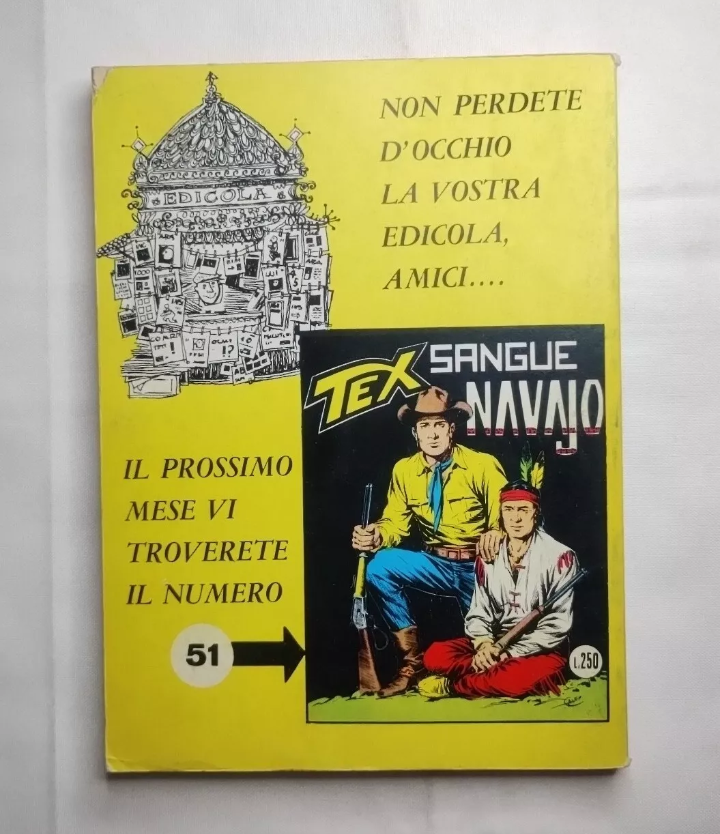 NON PERDETE
D'OCCHIO
LA VOSTRA
EDICOLA,
AMICI....
EDICOLA
TEX
SANGUE
NAVAJO
IL PROSSIMO
MESE VI
TROVERETE
IL NUMERO
51
L.250